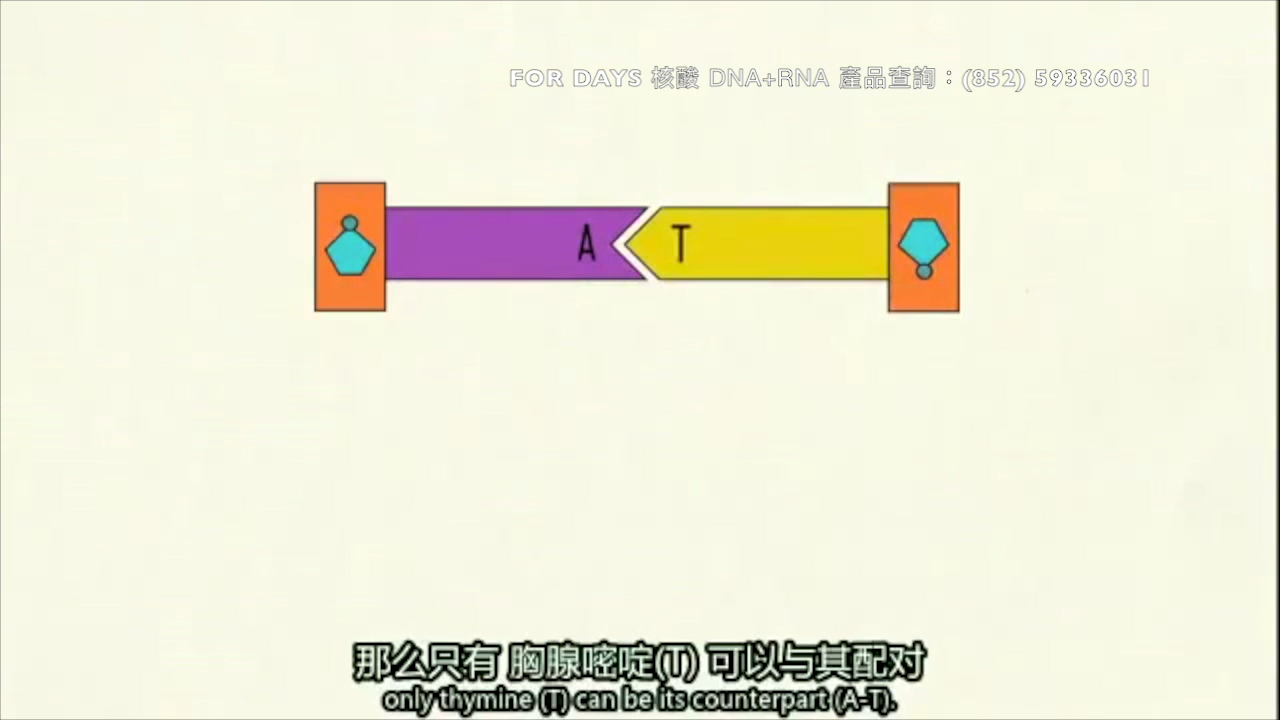 FOR DAYS 核酸 DNA+RNA 產品查詢：(852) 59336031
A T
那么只有 胸腺嘧啶(T) 可以与其配对
only thymine (T) can be its counterpart (A-T).